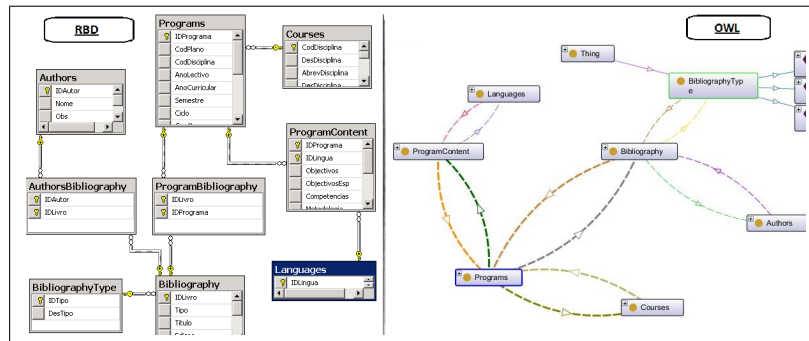 RBD
Programs
IDPrograma
CodPlano
CodDisciplina
AnoLectivo
AnoCurricular
Semestre
Ciclo
Courses
CodDisciplina
DesDisciplina
AbrevDisciplina
Authors
IDAutor
Nome
Obs
ProgramContent
IDPrograma
IDLingua
Objectivos
ObjectivosEsp
Competencias
Metodologia
AuthorsBibliography
IDAutor
IDLivro
ProgramBibliography
IDLivro
IDPrograma
BibliographyType
IDTipo
DesTipo
Bibliography
IDLivro
Tipo
Titulo
Languages
IDLingua
OWL
Thing
BibliographyTyp
e
Languages
ProgramContent
Bibliography
Authors
Programs
Courses